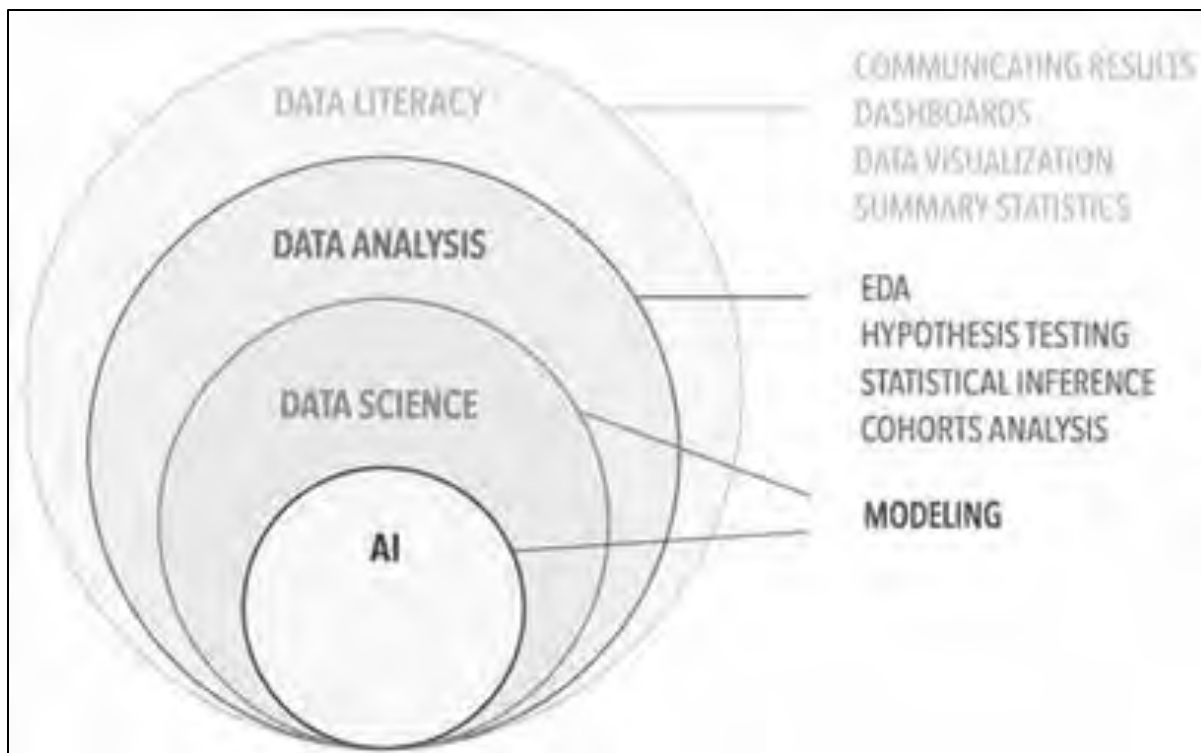 DATA LITERACY
DATA ANALYSIS
DATA SCIENCE
AI
COMMUNICATING RESULTS
DASHBOARDS
DATA VISUALIZATION
SUMMARY STATISTICS
EDA
HYPOTHESIS TESTING
STATISTICAL INFERENCE
COHORTS ANALYSIS
MODELING